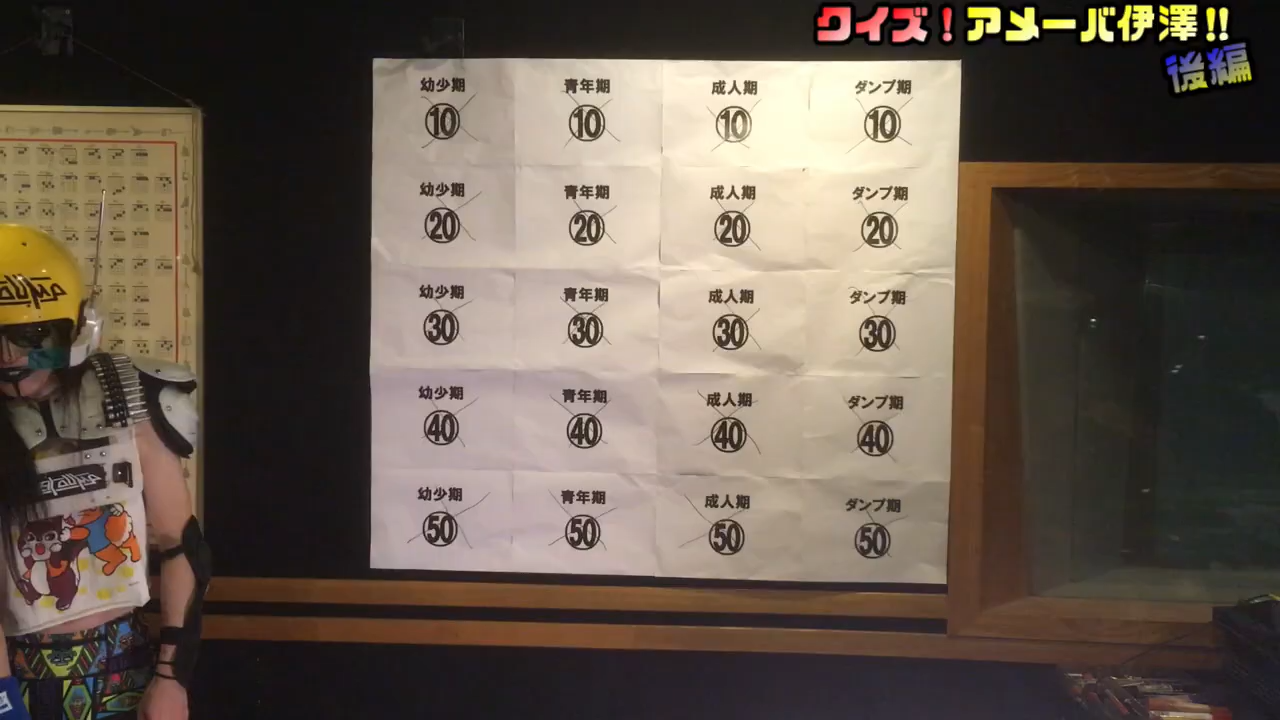 クイズ!アメーバ伊澤!!
後編
幼少期 青年期 成人期 ダンプ期
10 10 10 10
幼少期 青年期 成人期 ダンプ期
20 20 20 20
幼少期 青年期 成人期 ダンプ期
30 30 30 30
幼少期 青年期 成人期 ダンプ期
40 40 40 40
幼少期 青年期 成人期 ダンプ期
50 50 50 50